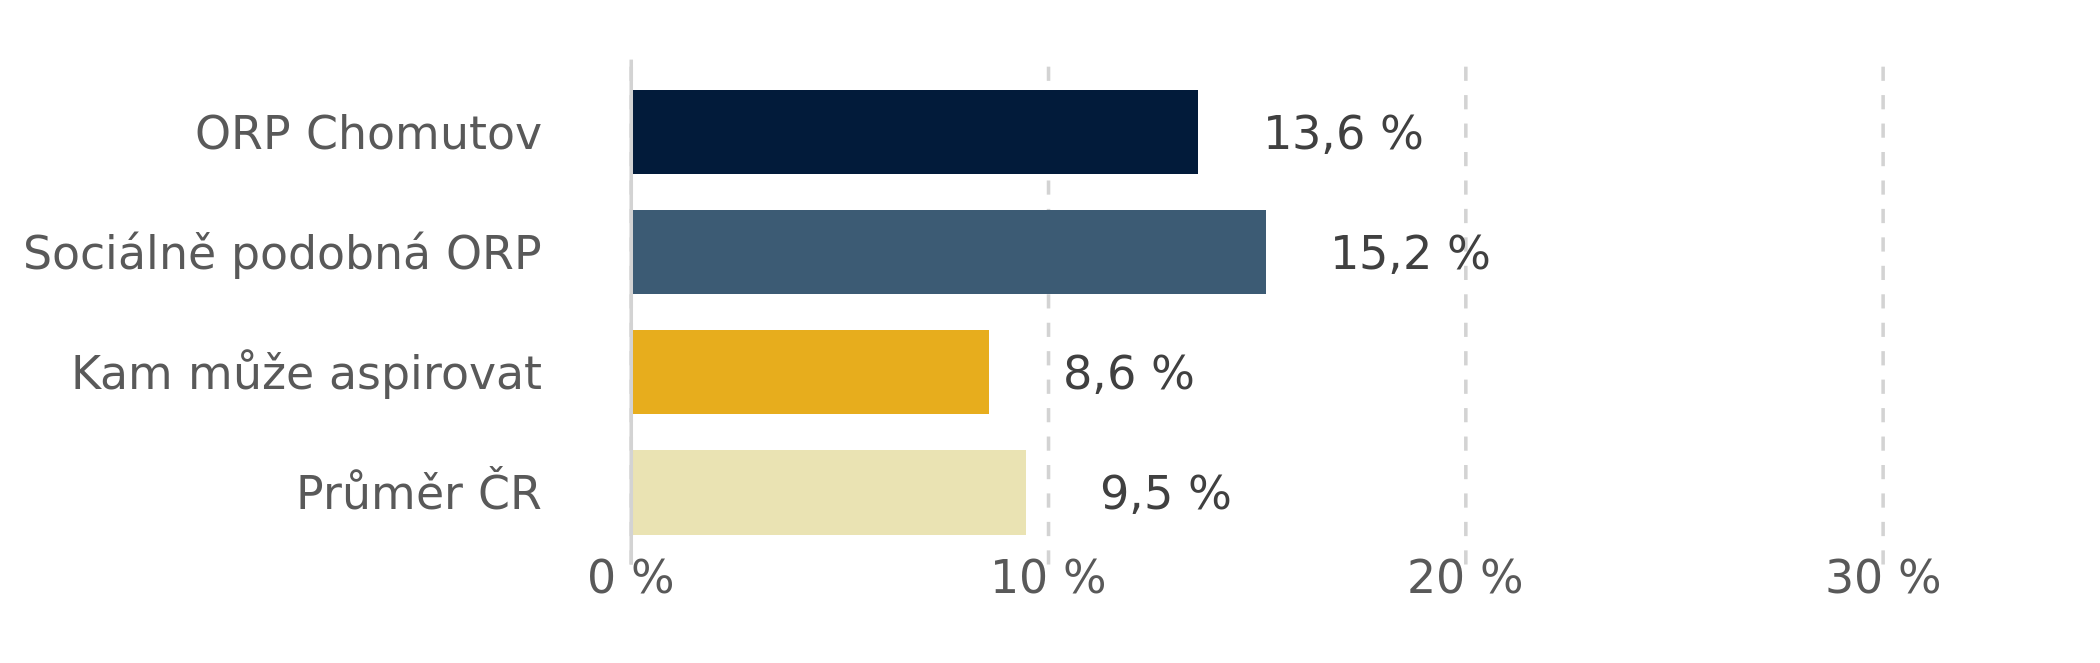 ORP Chomutov 13,6 %
Sociálně podobná ORP 15,2 %
Kam může aspirovat 8,6 %
Průměr ČR 9,5 %
0 % 10 % 20 % 30 %